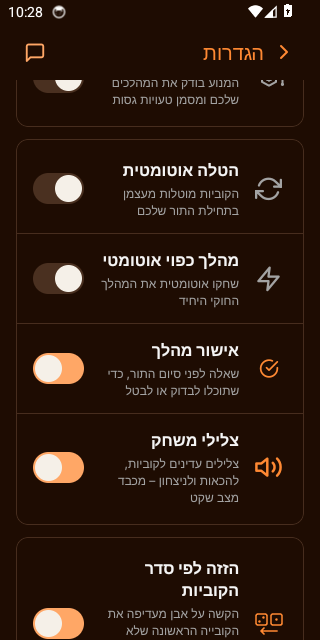 10:28
הגדרות
המנוע בודק את המהלכים
שלכם ומסמן טעויות גסות
הטלה אוטומטית
הקוביות מוטלות מעצמן
בתחילת התור שלכם
מהלך כפוי אוטומטי
שחקו אוטומטית את המהלך
החוקי היחיד
אישור מהלך
שאלה לפני סיום התור, כדי
שתוכלו לבדוק או לבטל
צלילי משחק
צלילים עדינים לקוביות,
להכאות ולניצחון – מכבד
מצב שקט
הזזה לפי סדר
הקוביות
הקשה על אבן מעדיפה את
הקובייה הראשונה שלא